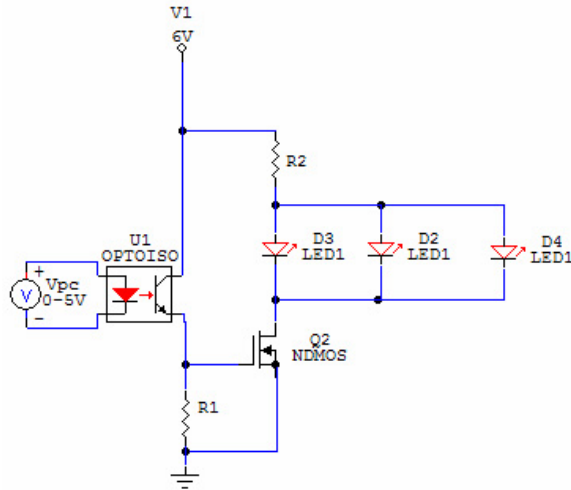 V1
6V
R2
U1
OPTOISO
D3
LED1
D2
LED1
D4
LED1
+
V
Vpc
0-5V
-
Q2
NDMOS
R1